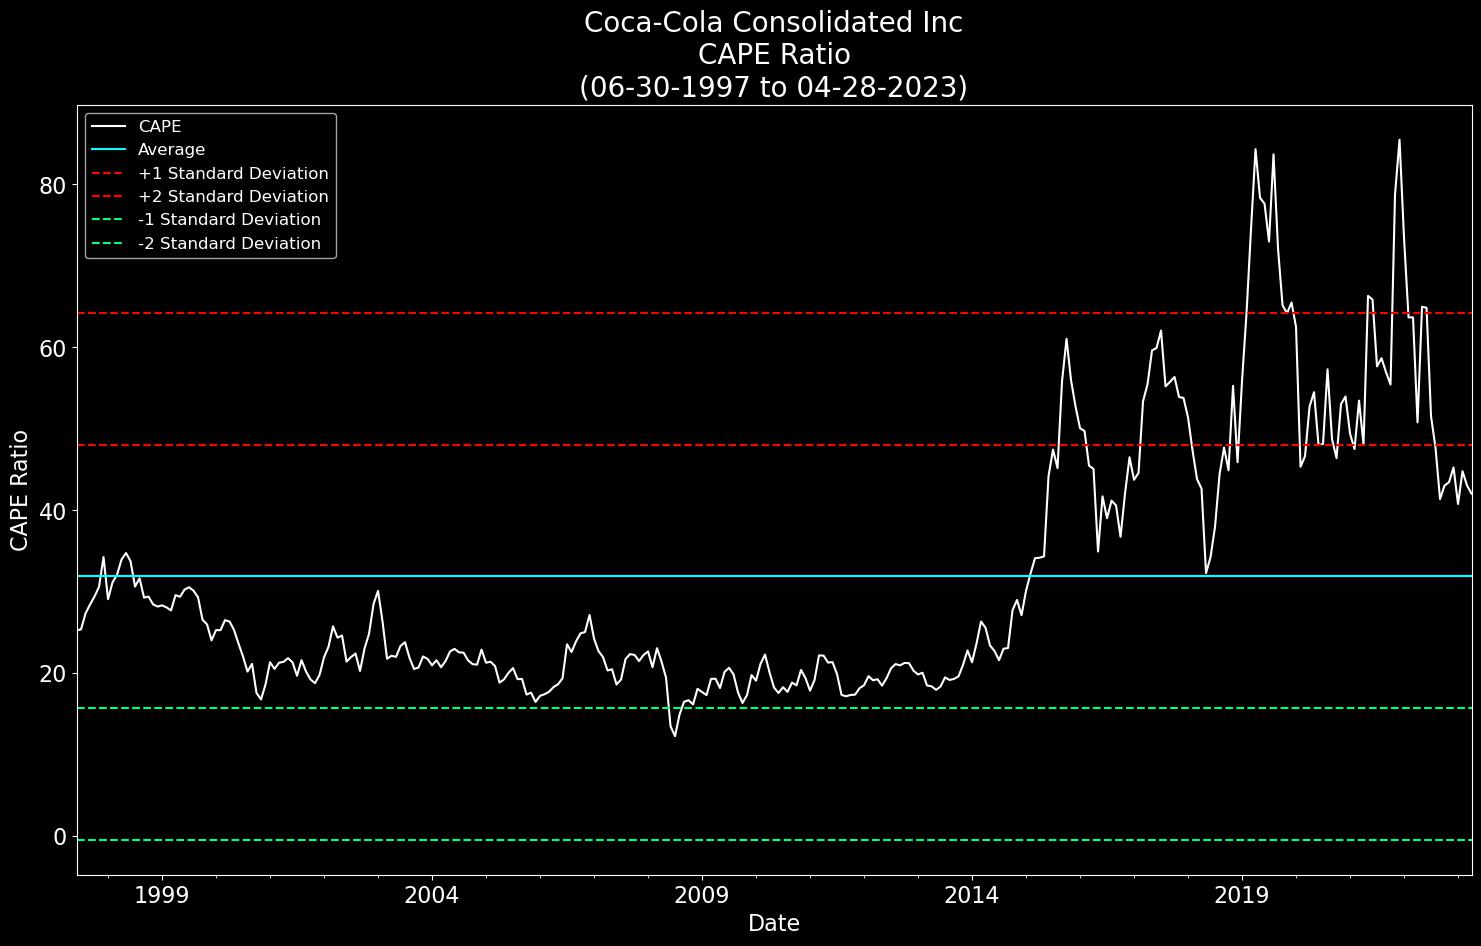 Coca-Cola Consolidated Inc
CAPE Ratio
(06-30-1997 to 04-28-2023)
CAPE
Average
+1 Standard Deviation
+2 Standard Deviation
-1 Standard Deviation
-2 Standard Deviation
80
60
40
20
0
CAPE Ratio
1999
2004
2009
2014
2019
Date